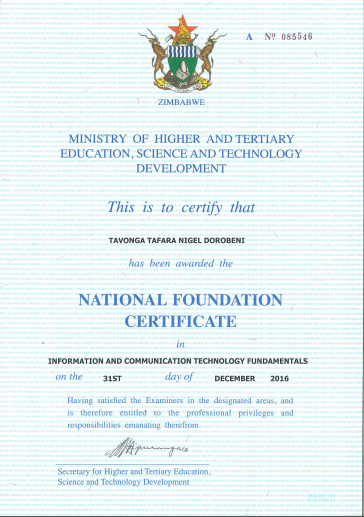 A Nº 085546
ZIMBABWE
MINISTRY OF HIGHER AND TERTIARY
EDUCATION, SCIENCE AND TECHNOLOGY
DEVELOPMENT
This is to certify that
TAVONGA TAFARA NIGEL DOROBENI
has been awarded the
NATIONAL FOUNDATION
CERTIFICATE
in
INFORMATION AND COMMUNICATION TECHNOLOGY FUNDAMENTALS
on the 31ST day of DECEMBER 2016
Having satisfied the Examiners in the designated areas, and
is therefore entitled to the professional privileges and
responsibilities emanating therefrom.
Secretary for Higher and Tertiary Education,
Science and Technology Development